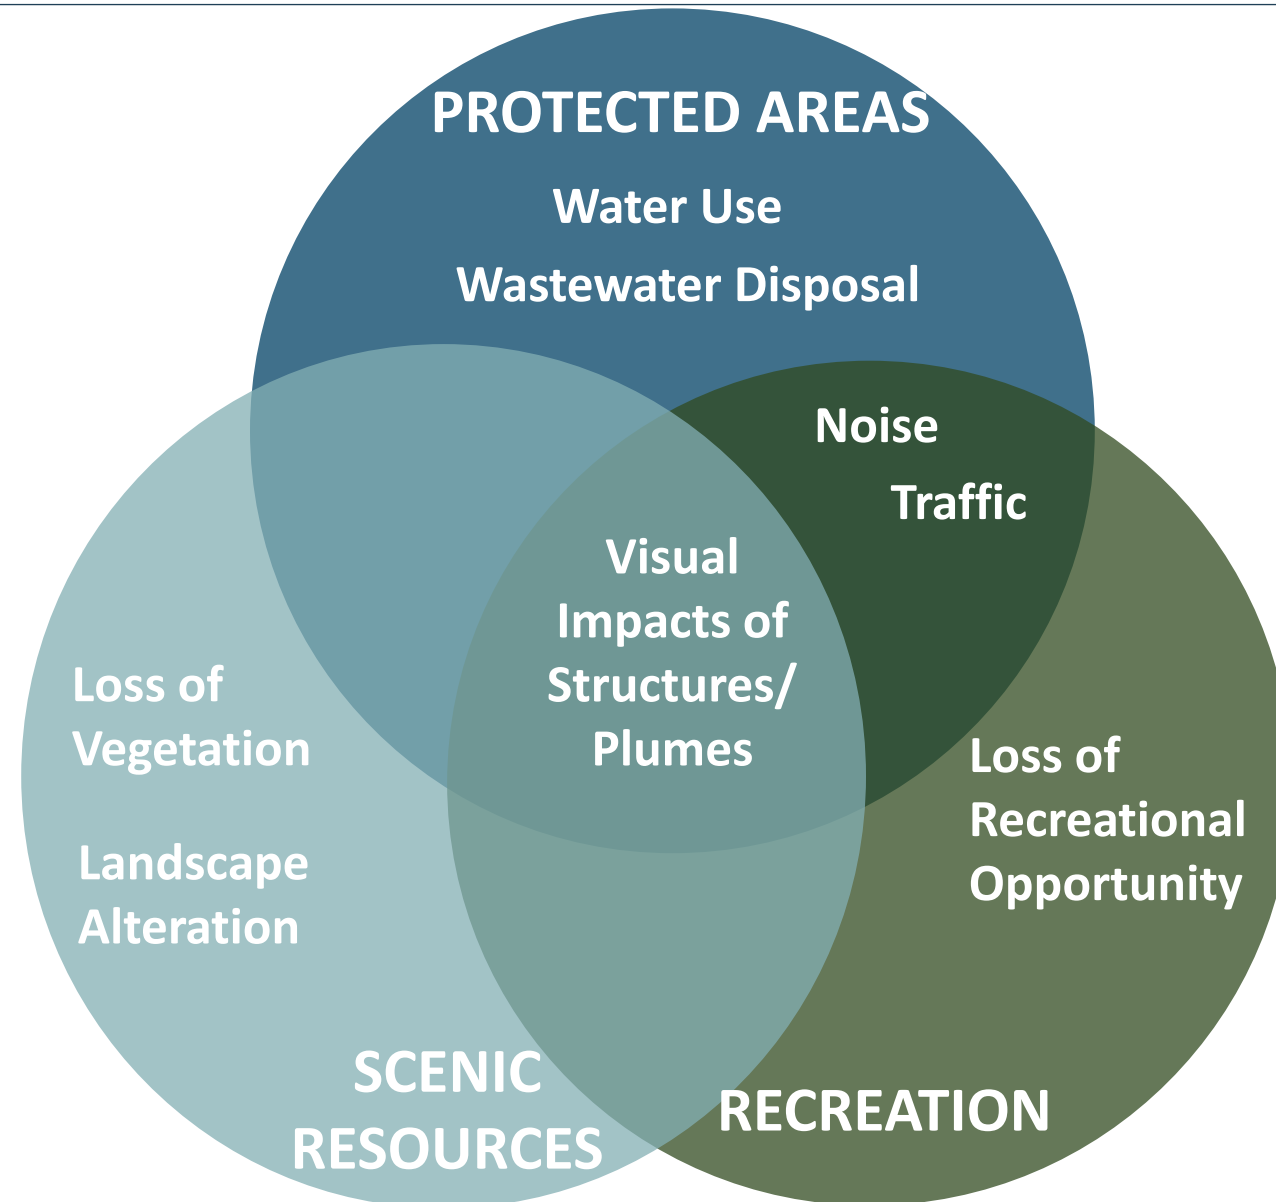 PROTECTED AREAS
Water Use
Wastewater Disposal
Noise
Traffic
Visual
Impacts of
Structures/
Plumes
Loss of
Vegetation
Landscape
Alteration
Loss of
Recreational
Opportunity
SCENIC
RESOURCES
RECREATION